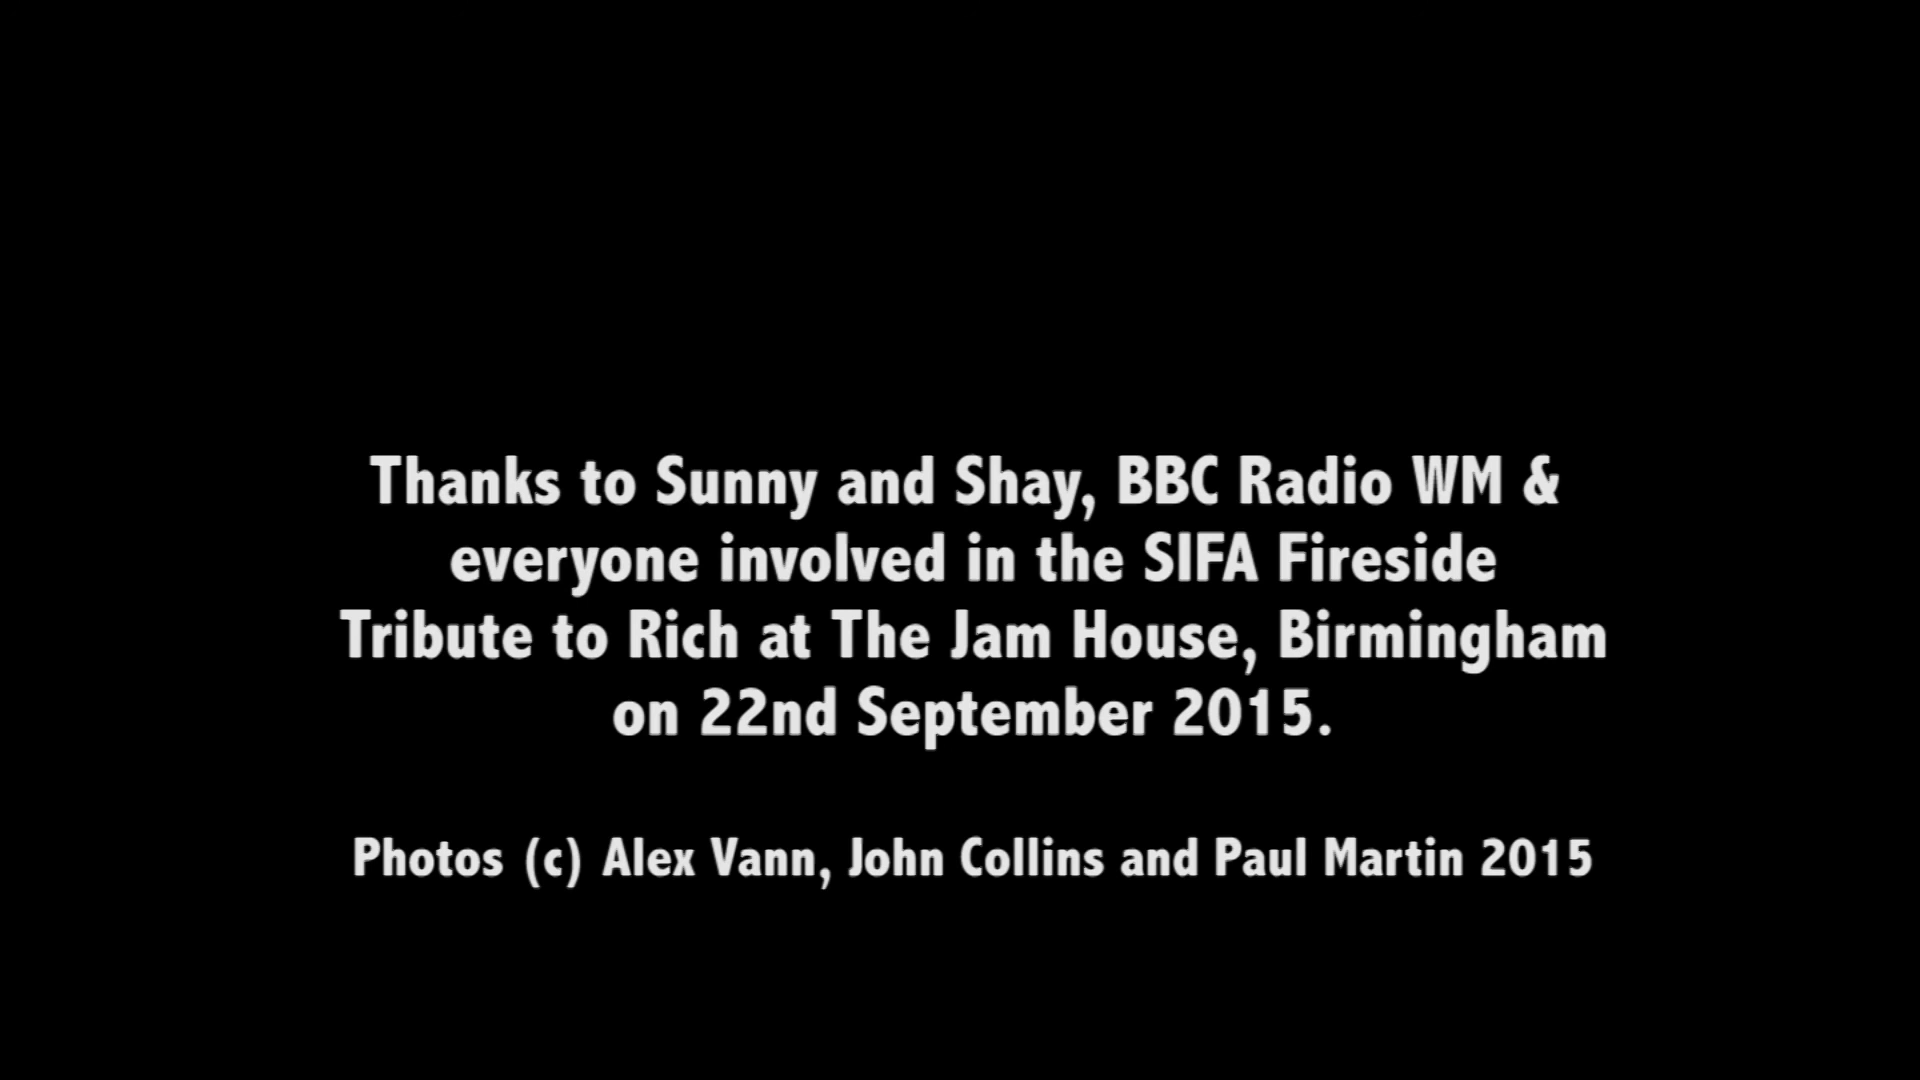 Thanks to Sunny and Shay, BBC Radio WM &
everyone involved in the SIFA Fireside
Tribute to Rich at The Jam House, Birmingham
on 22nd September 2015.
Photos (c) Alex Vann, John Collins and Paul Martin 2015